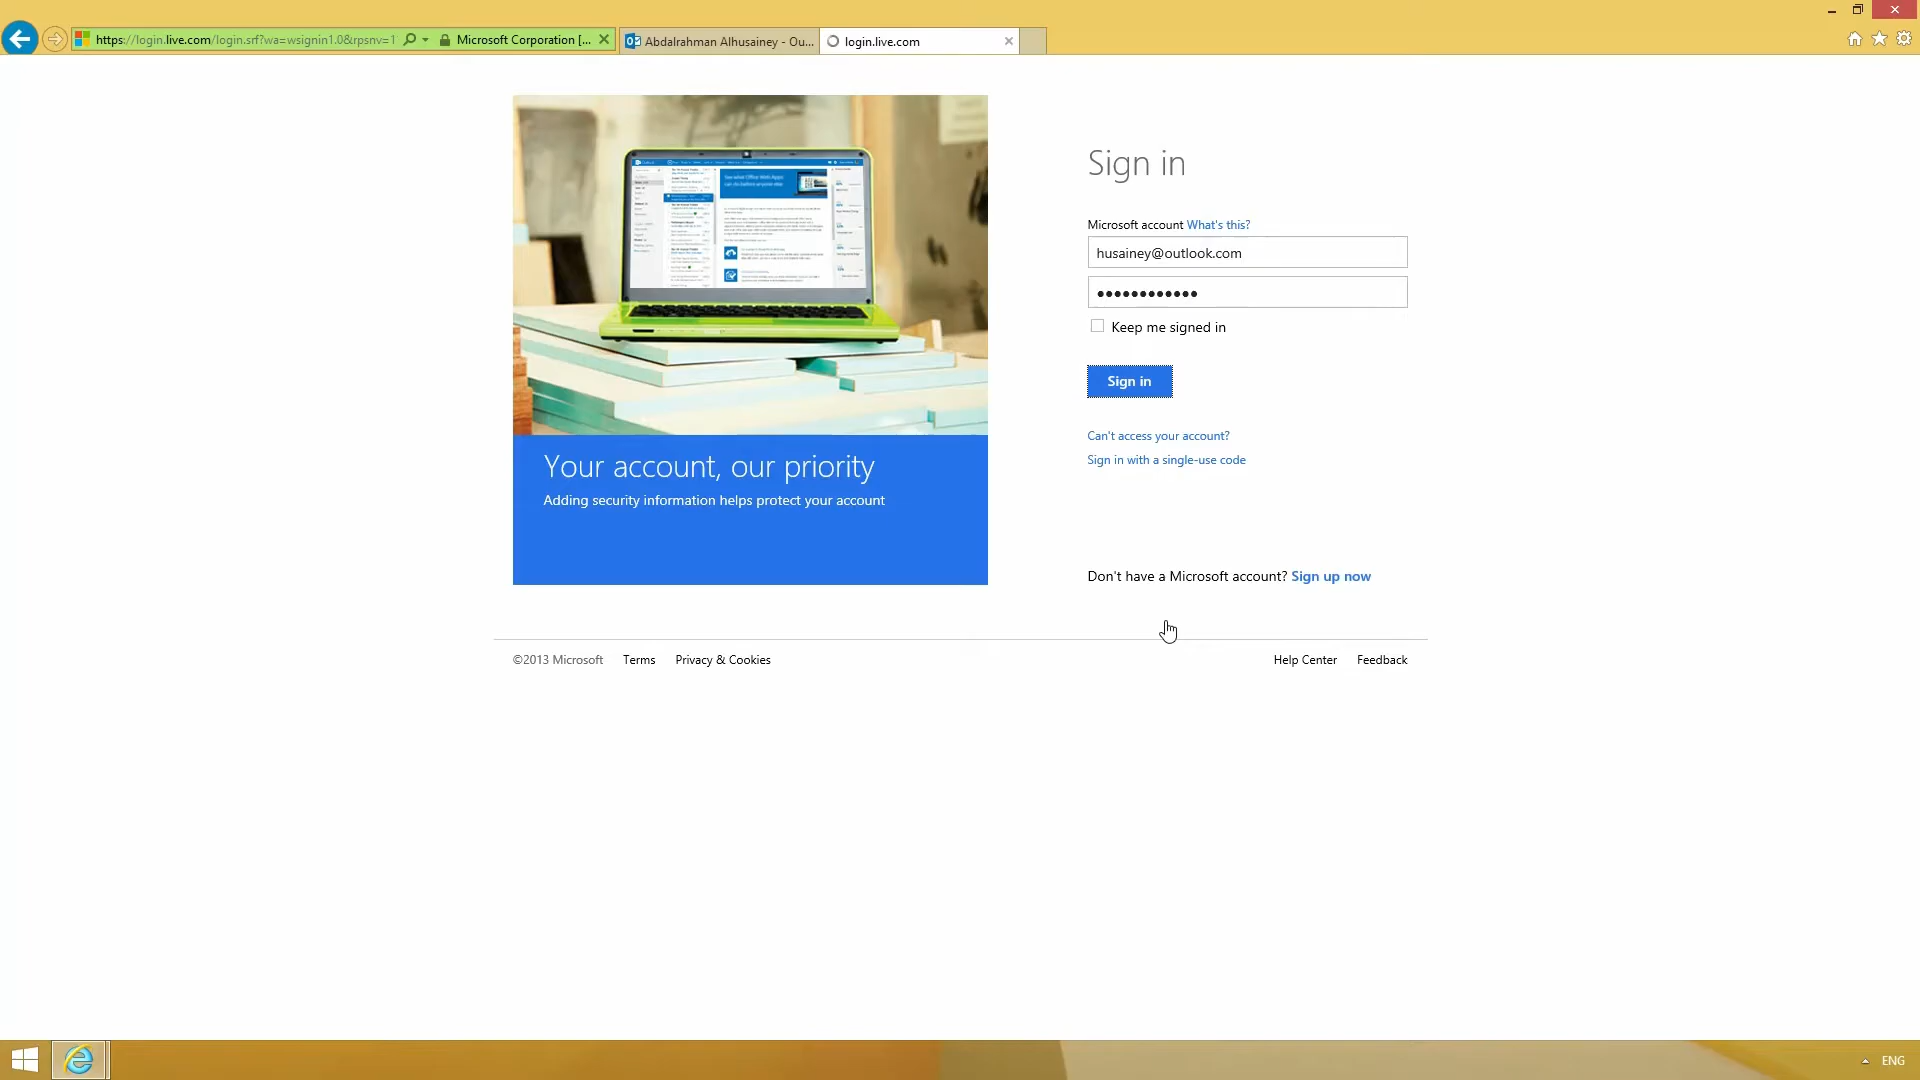 https://login.live.com/login.srf?wa=wsignin1.0&rpsnv=1
Microsoft Corporation [...
Abdalrahman Alhusainey - Ou...
login.live.com
Sign in
Microsoft account What's this?
husainey@outlook.com
Keep me signed in
Sign in
Can't access your account?
Sign in with a single-use code
Your account, our priority
Adding security information helps protect your account
Don't have a Microsoft account? Sign up now
©2013 Microsoft Terms Privacy & Cookies Help Center Feedback
ENG